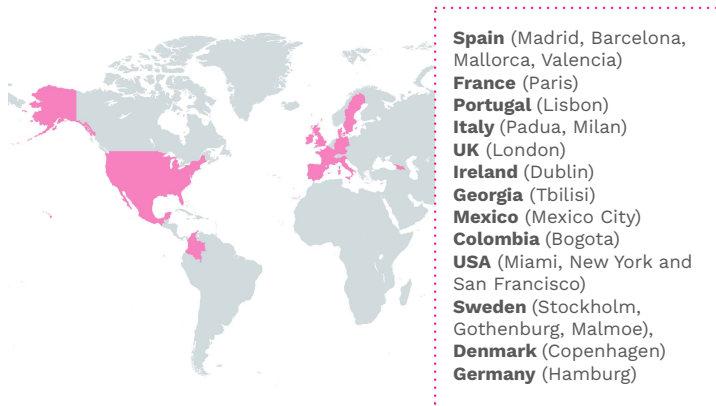 Spain (Madrid, Barcelona,
Mallorca, Valencia)
France (Paris)
Portugal (Lisbon)
Italy (Padua, Milan)
UK (London)
Ireland (Dublin)
Georgia (Tbilisi)
Mexico (Mexico City)
Colombia (Bogota)
USA (Miami, New York and
San Francisco)
Sweden (Stockholm,
Gothenburg, Malmoe),
Denmark (Copenhagen)
Germany (Hamburg)